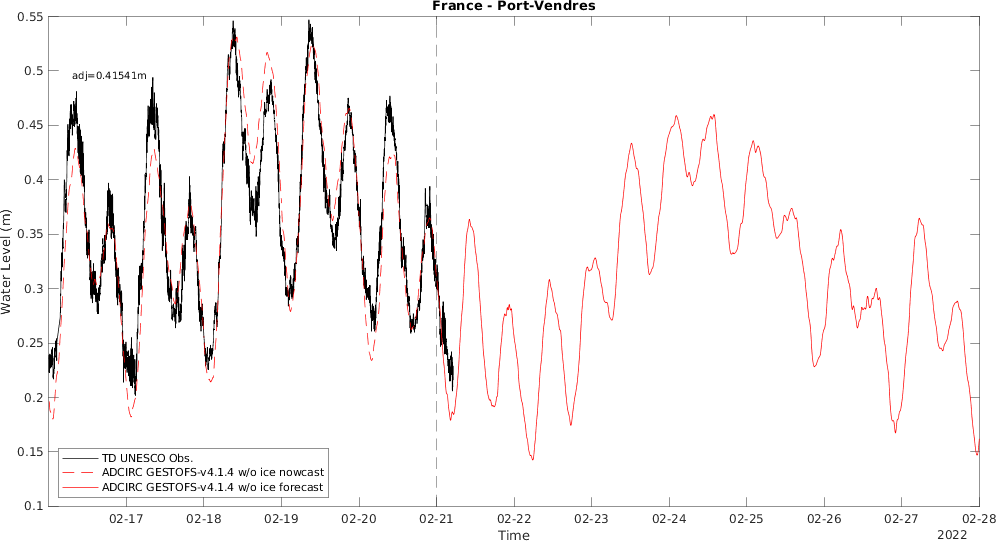 France - Port-Vendres
adj=0.41541m
0.55
0.5
0.45
0.4
0.35
0.3
0.25
0.2
0.15
0.1
Water Level (m)
TD UNESCO Obs.
ADCIRC GESTOFS-v4.1.4 w/o ice nowcast
ADCIRC GESTOFS-v4.1.4 w/o ice forecast
02-17 02-18 02-19 02-20 02-21 02-22 02-23 02-24 02-25 02-26 02-27 02-28
Time
2022